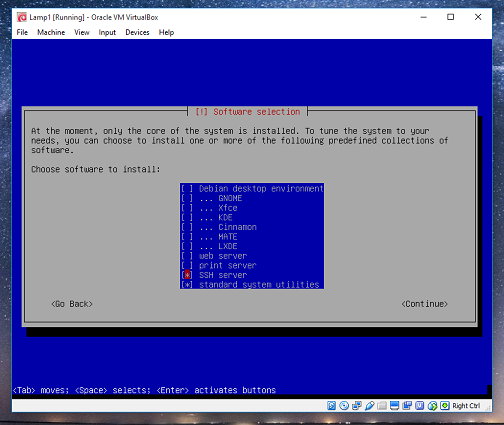 Lamp1 [Running] - Oracle VM VirtualBox
File Machine View Input Devices Help
[!] Software selection
At the moment, only the core of the system is installed. To tune the system to your
needs, you can choose to install one or more of the following predefined collections of
software.
Choose software to install:
[ ] Debian desktop environment
[ ] ... GNOME
[ ] ... Xfce
[ ] ... KDE
[ ] ... Cinnamon
[ ] ... MATE
[ ] ... LXDE
[ ] web server
[ ] print server
[*] SSH server
[*] standard system utilities
<Go Back> <Continue>
<Tab> moves; <Space> selects; <Enter> activates buttons
Right Ctrl